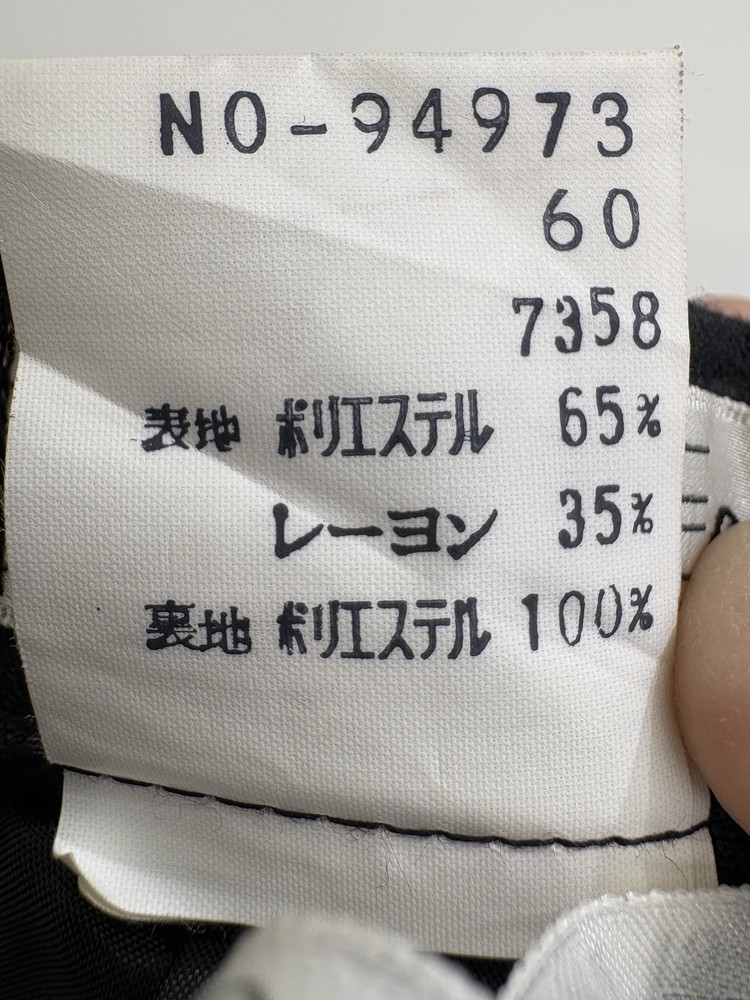 NO-94973
60
7358
表地 ポリエステル 65%
レーヨン 35%
裏地 ポリエステル 100%